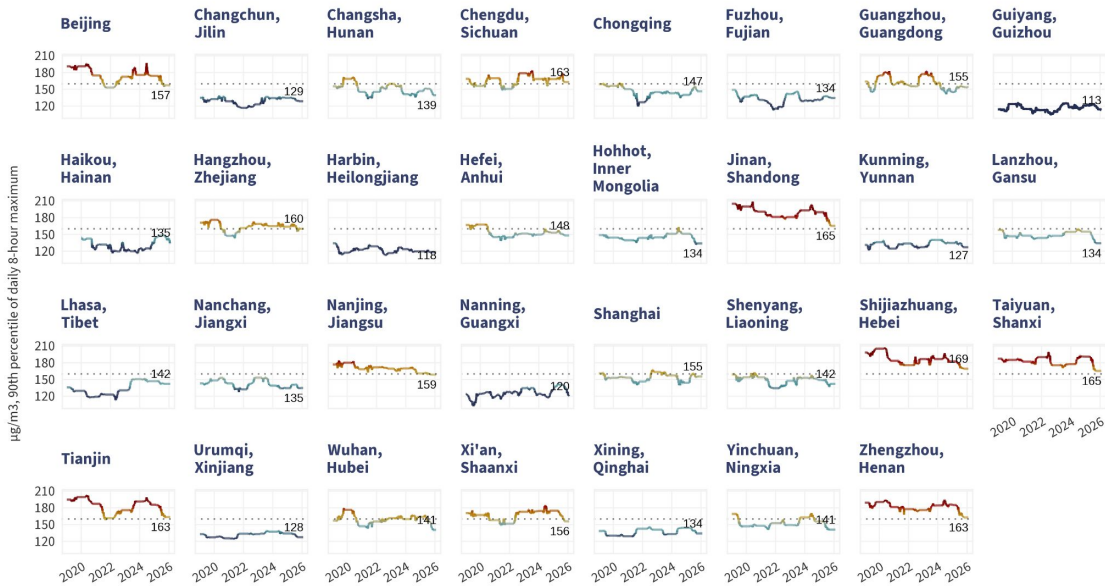 Beijing
Changchun,
Jilin
Changsha,
Hunan
Chengdu,
Sichuan
Chongqing
Fuzhou,
Fujian
Guangzhou,
Guangdong
Guiyang,
Guizhou
210
180
150
120
157
129
139
163
147
134
155
113
Haikou,
Hainan
Hangzhou,
Zhejiang
Harbin,
Heilongjiang
Hefei,
Anhui
Hohhot,
Inner
Mongolia
Jinan,
Shandong
Kunming,
Yunnan
Lanzhou,
Gansu
210
180
150
120
135
160
118
148
134
165
127
134
µg/m3, 90th percentile of daily 8-hour maximum
Lhasa,
Tibet
Nanchang,
Jiangxi
Nanjing,
Jiangsu
Nanning,
Guangxi
Shanghai
Shenyang,
Liaoning
Shijiazhuang,
Hebei
Taiyuan,
Shanxi
210
180
150
120
142
135
159
120
155
142
169
165
2020 2022 2024 2026
Tianjin
Urumqi,
Xinjiang
Wuhan,
Hubei
Xi'an,
Shaanxi
Xining,
Qinghai
Yinchuan,
Ningxia
Zhengzhou,
Henan
210
180
150
120
163
128
141
156
134
141
163
2020 2022 2024 2026
2020 2022 2024 2026
2020 2022 2024 2026
2020 2022 2024 2026
2020 2022 2024 2026
2020 2022 2024 2026
2020 2022 2024 2026